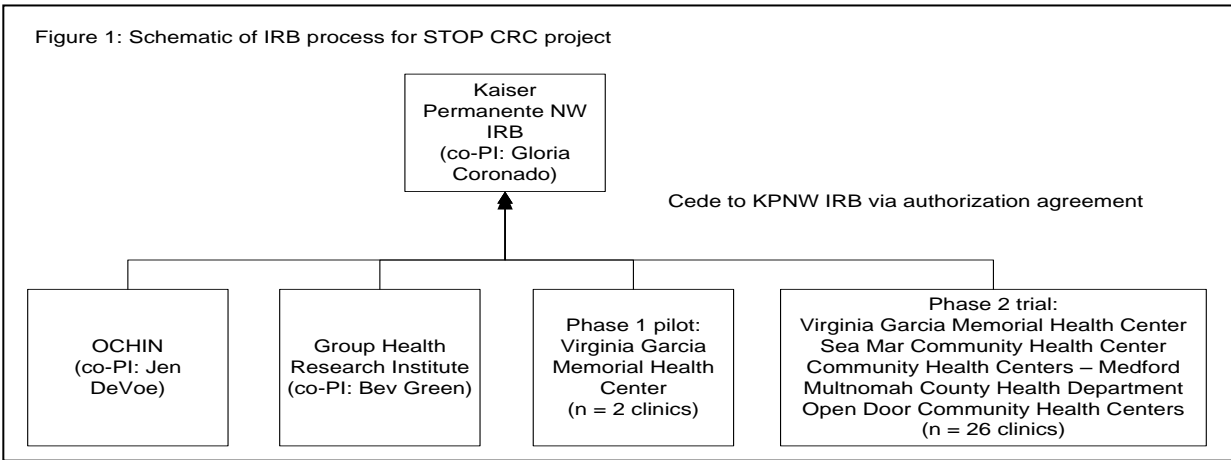 Figure 1: Schematic of IRB process for STOP CRC project
Kaiser
Permanente NW
IRB
(co-PI: Gloria
Coronado)
Cede to KPNW IRB via authorization agreement
OCHIN
(co-PI: Jen
DeVoe)
Group Health
Research Institute
(co-PI: Bev Green)
Phase 1 pilot:
Virginia Garcia
Memorial Health
Center
(n = 2 clinics)
Phase 2 trial:
Virginia Garcia Memorial Health Center
Sea Mar Community Health Center
Community Health Centers – Medford
Multnomah County Health Department
Open Door Community Health Centers
(n = 26 clinics)